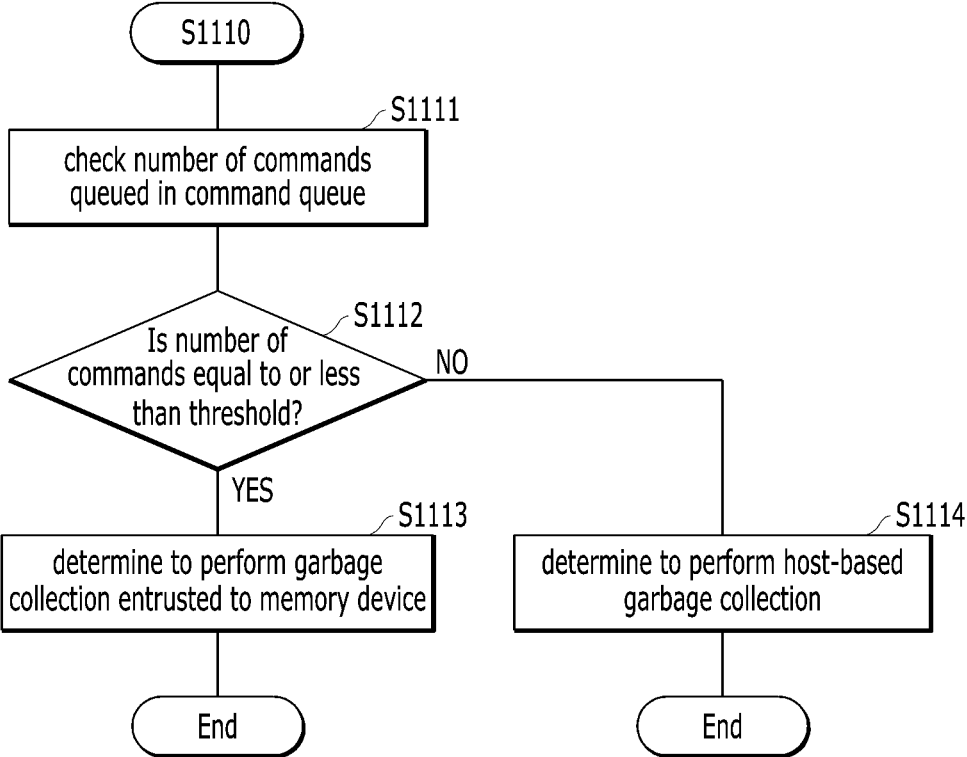 S1110
S1111
check number of commands
queued in command queue
S1112
Is number of
commands equal to or less
than threshold?
NO
YES
S1113
determine to perform garbage
collection entrusted to memory device
S1114
determine to perform host-based
garbage collection
End
End